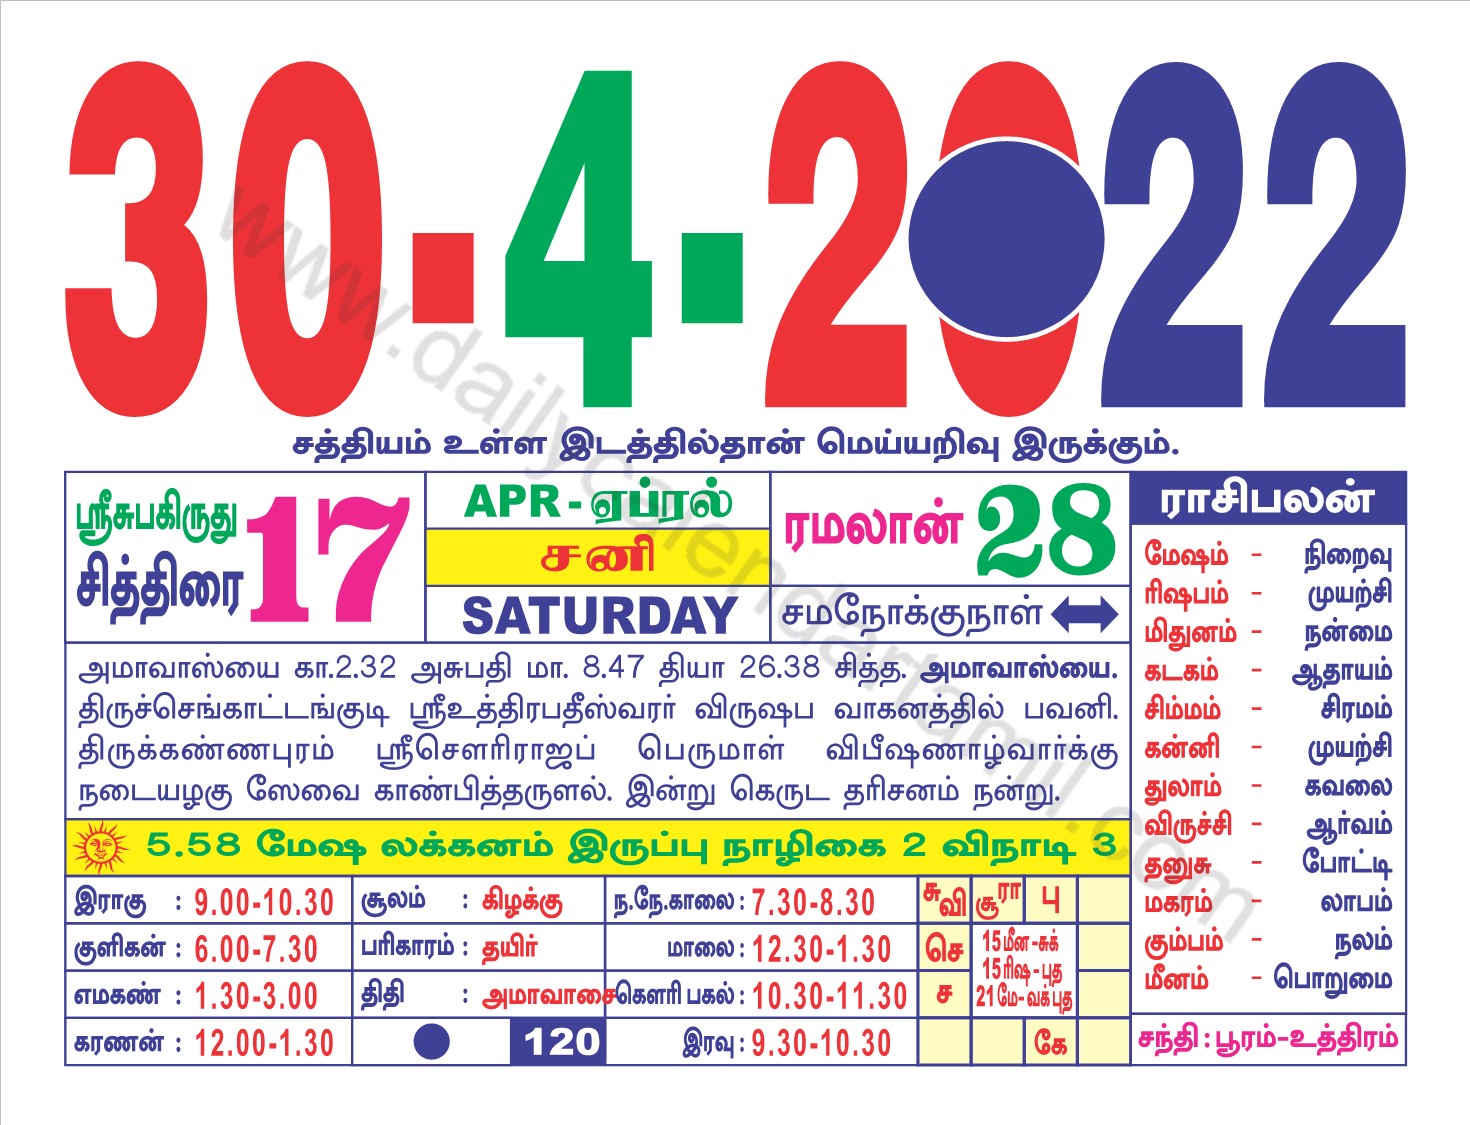 30-4-2022
சத்தியம் உள்ள இடத்தில்தான் மெய்யறிவு இருக்கும்.
ஸ்ரீசுபகிருது
சித்திரை 17
APR - ஏப்ரல்
சனி
SATURDAY
ரமலான் 28
சமநோக்குநாள்
அமாவாஸ்யை கா.2.32 அசுபதி மா. 8.47 தியா 26.38 சித்த. அமாவாஸ்யை.
திருச்செங்காட்டங்குடி ஸ்ரீஉத்திரபதீஸ்வரர் விருஷப வாகனத்தில் பவனி.
திருக்கண்ணபுரம் ஸ்ரீசௌரிராஜப் பெருமாள் விபீஷணாழ்வார்க்கு
நடையழகு ஸேவை காண்பித்தருளல். இன்று கெருட தரிசனம் நன்று.
5.58 மேஷ லக்கனம் இருப்பு நாழிகை 2 விநாடி 3
இராகு : 9.00-10.30
குளிகன் : 6.00-7.30
எமகண் : 1.30-3.00
கரணன் : 12.00-1.30
சூலம் : கிழக்கு
பரிகாரம் : தயிர்
திதி : அமாவாசை
120
ந.நே.காலை : 7.30-8.30
மாலை : 12.30-1.30
கௌரி பகல் : 10.30-11.30
இரவு : 9.30-10.30
சு வி சூ ரா பு
செ
ச
15 மீன - சுக்
15 ரிஷ - புத
21 மே - வக் புத
கே
ராசிபலன்
மேஷம் - நிறைவு
ரிஷபம் - முயற்சி
மிதுனம் - நன்மை
கடகம் - ஆதாயம்
சிம்மம் - சிரமம்
கன்னி - முயற்சி
துலாம் - கவலை
விருச்சி - ஆர்வம்
தனுசு - போட்டி
மகரம் - லாபம்
கும்பம் - நலம்
மீனம் - பொறுமை
சந்தி : பூரம்-உத்திரம்
www.dailycalendartamil.com